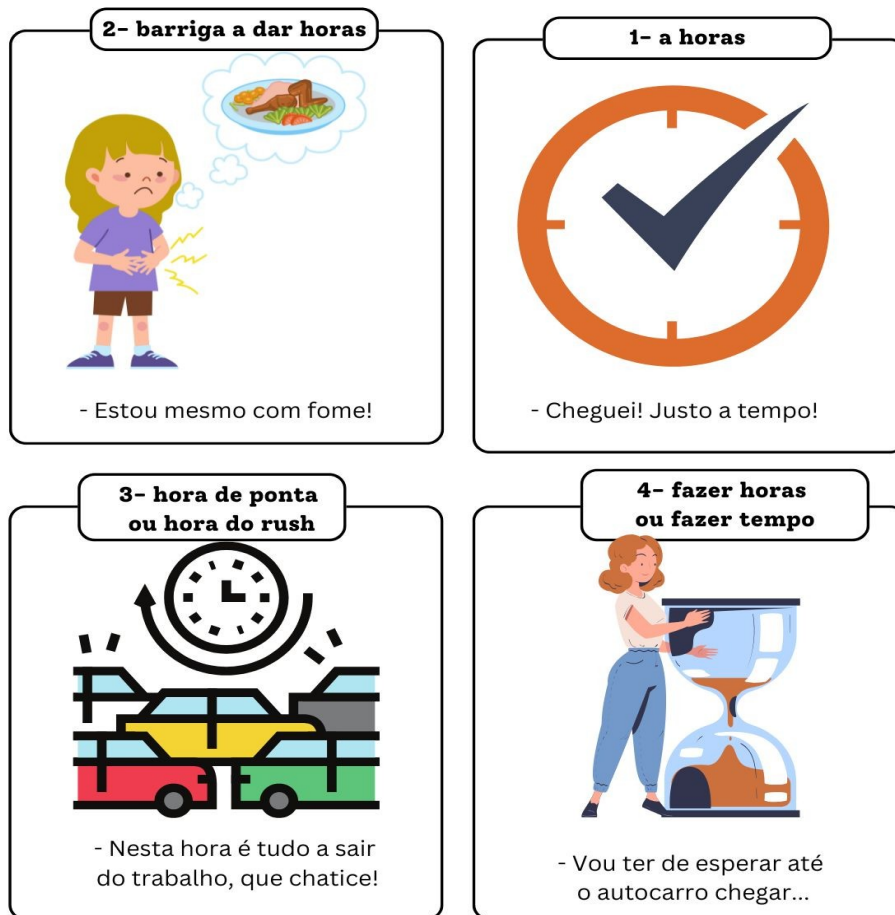 2- barriga a dar horas
- Estou mesmo com fome!
1- a horas
- Cheguei! Justo a tempo!
3- hora de ponta
ou hora do rush
- Nesta hora é tudo a sair
do trabalho, que chatice!
4- fazer horas
ou fazer tempo
- Vou ter de esperar até
o autocarro chegar...